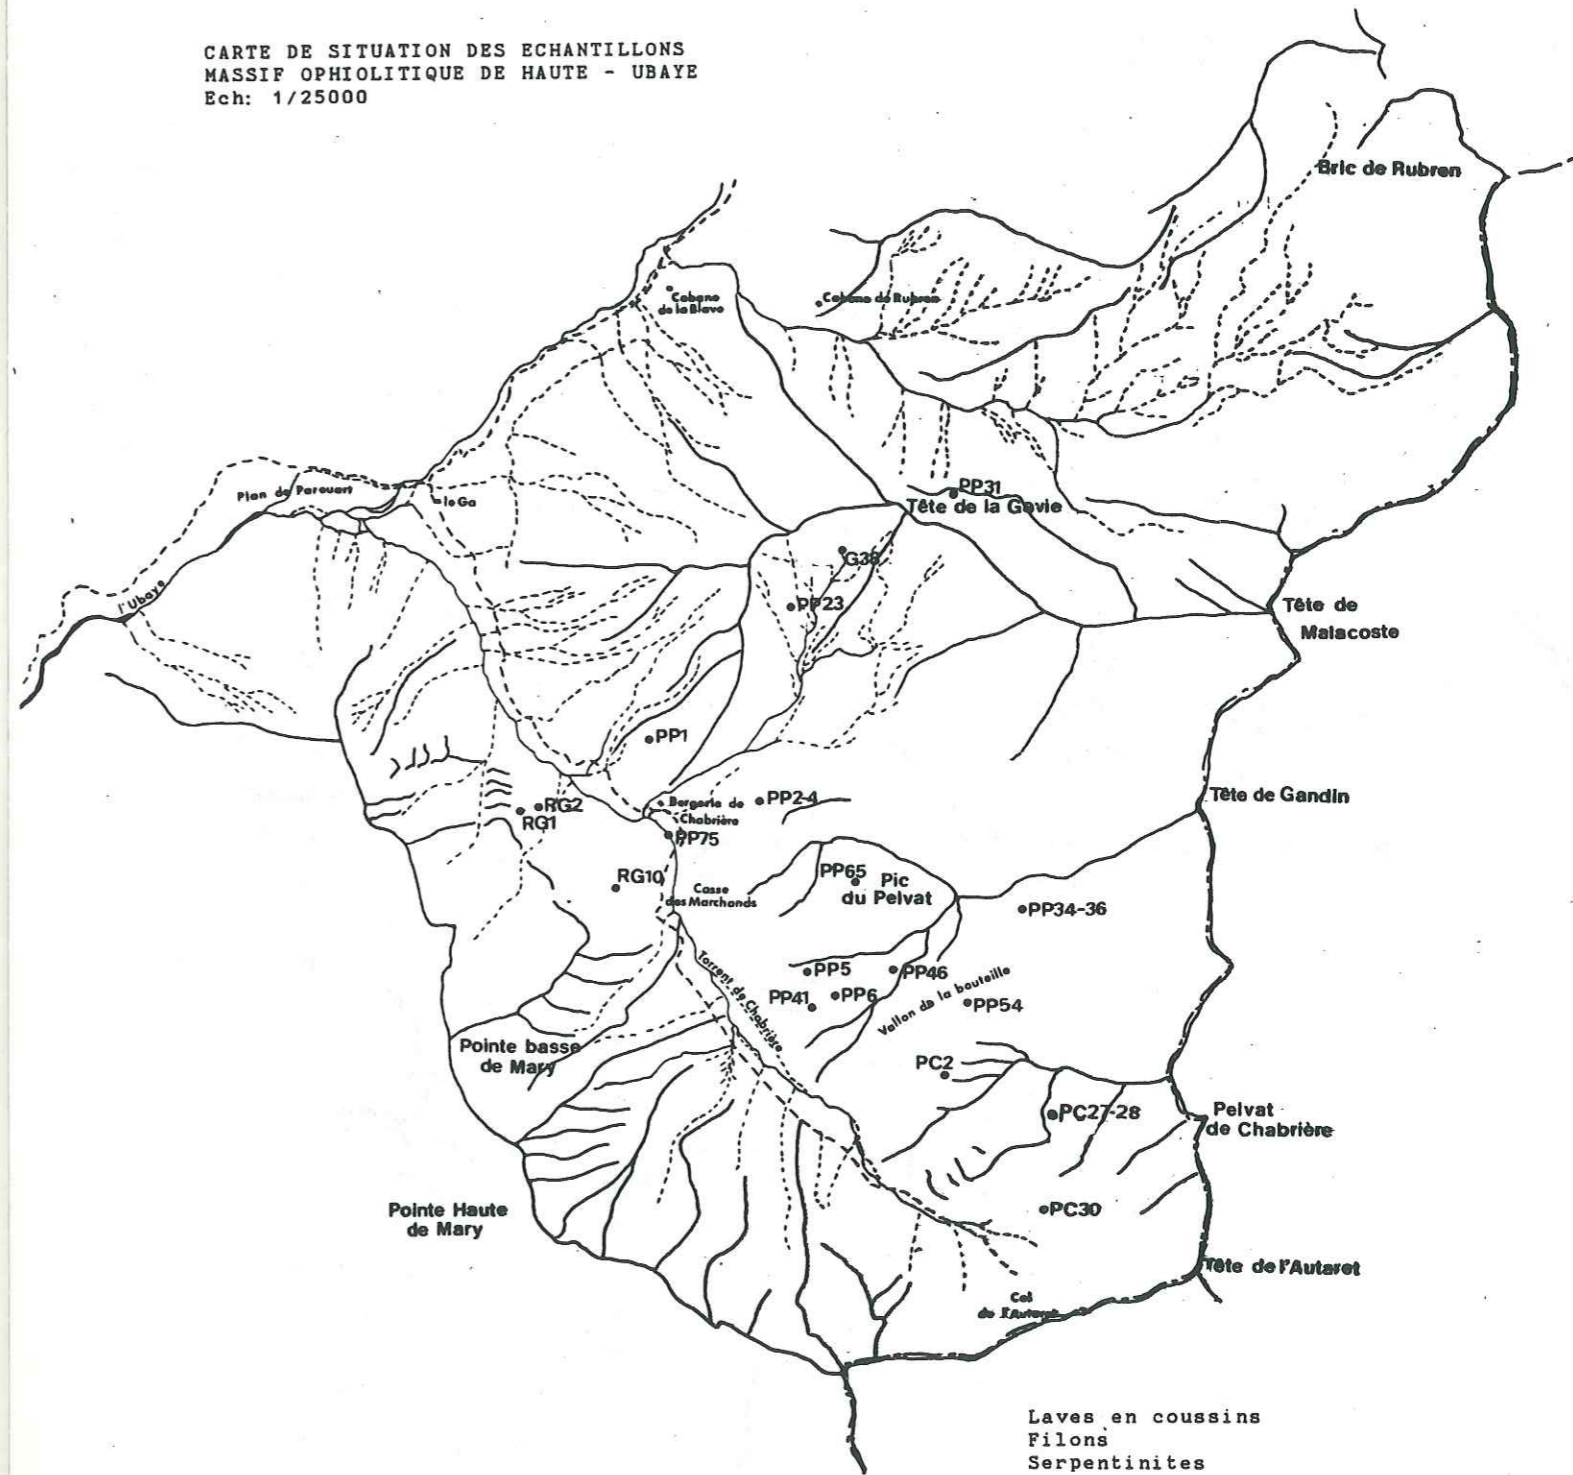 CARTE DE SITUATION DES ECHANTILLONS
MASSIF OPHIOLITIQUE DE HAUTE - UBAYE
Ech: 1/25000
Bric de Rubren
Cabane
de la Blave
Cabane de Rubren
Plan de Parouart
le Ga
PP31
Tête de la Gavie
G38
PP23
l'Ubaye
Tête de
Malacoste
PP1
Tête de Gandin
RG2
RG1
Bergerie de
Chabrière
PP2-4
PP75
RG10
Casse
des Marchands
PP65
Pic
du Pelvat
PP34-36
PP5
PP46
PP41
PP6
Vallon de la bouteille
PP54
Torrent de Chabrière
Pointe basse
de Mary
PC2
PC27-28
Pelvat
de Chabrière
Pointe Haute
de Mary
PC30
Tête de l'Autaret
Col
de l'Autaret
Laves en coussins
Filons
Serpentinites